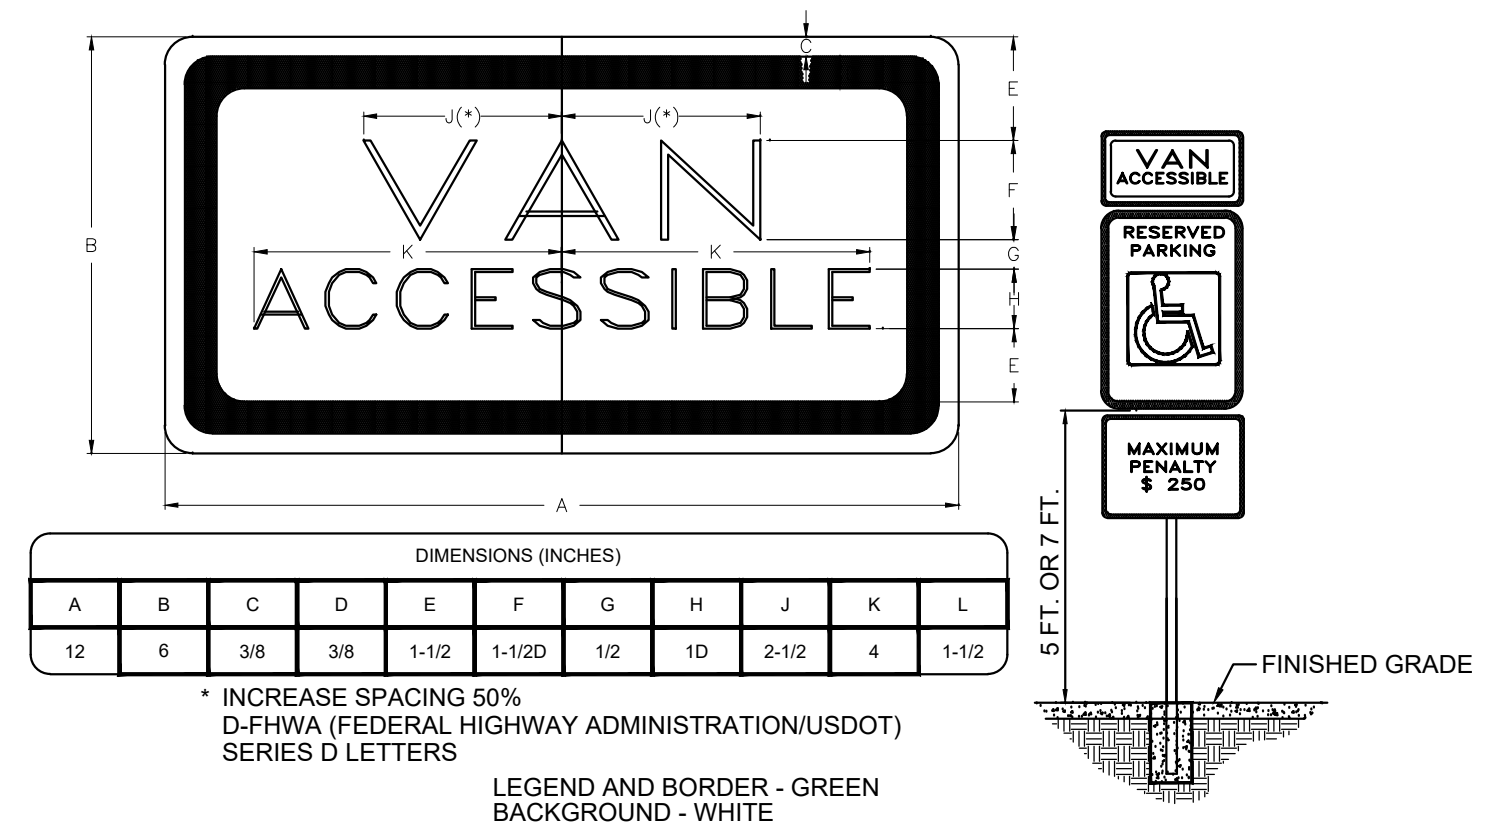 C
E
J(*) J(*)
VAN
F
B
K K
G
ACCESSIBLE
H
E
A
DIMENSIONS (INCHES)
A B C D E F G H J K L
12 6 3/8 3/8 1-1/2 1-1/2D 1/2 1D 2-1/2 4 1-1/2
* INCREASE SPACING 50%
D-FHWA (FEDERAL HIGHWAY ADMINISTRATION/USDOT)
SERIES D LETTERS
LEGEND AND BORDER - GREEN
BACKGROUND - WHITE
VAN
ACCESSIBLE
RESERVED
PARKING
MAXIMUM
PENALTY
$ 250
5 FT. OR 7 FT.
FINISHED GRADE